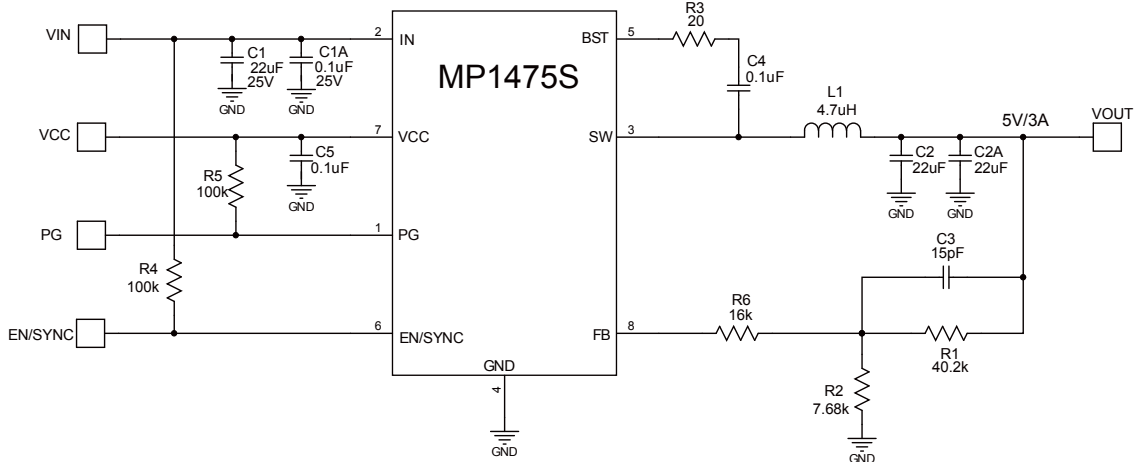 VIN
2
IN
C1
22uF
25V
GND
C1A
0.1uF
25V
GND
MP1475S
BST
5
R3
20
C4
0.1uF
VCC
7
VCC
C5
0.1uF
GND
R5
100k
SW
3
L1
4.7uH
5V/3A
VOUT
C2
22uF
GND
C2A
22uF
GND
PG
1
PG
R4
100k
C3
15pF
EN/SYNC
6
EN/SYNC
FB
8
R6
16k
R1
40.2k
R2
7.68k
GND
GND
4
GND